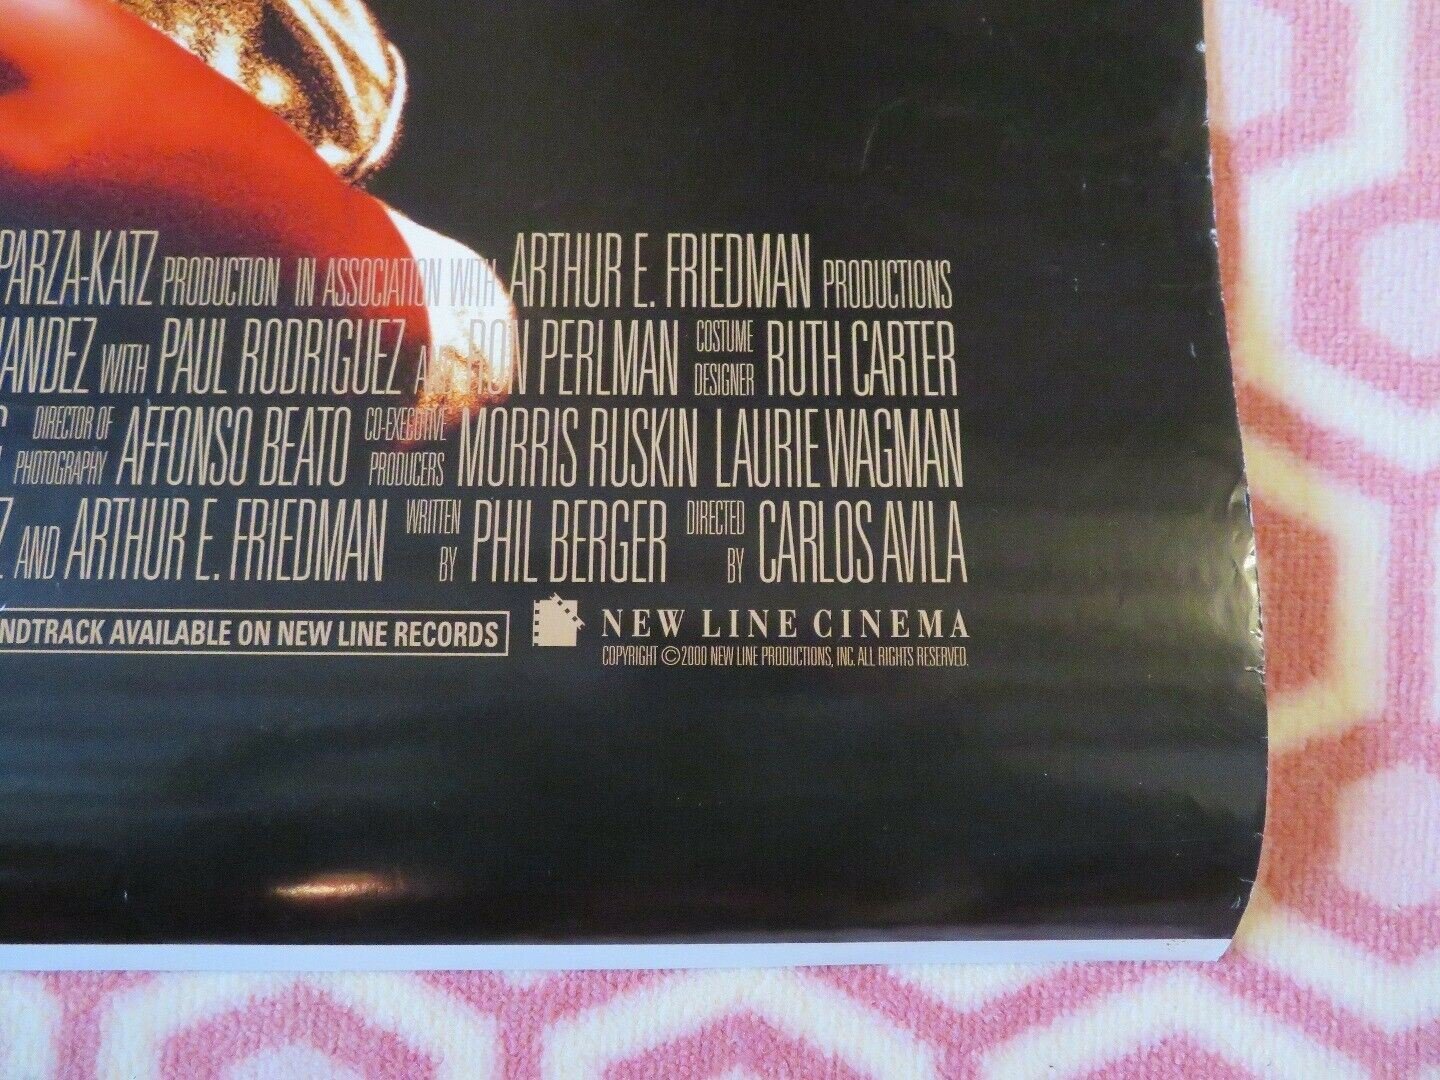 PARZA-KATZ PRODUCTION IN ASSOCIATION WITH ARTHUR E. FRIEDMAN PRODUCTIONS
ANDEZ WITH PAUL RODRIGUEZ AND RON PERLMAN COSTUME DESIGNER RUTH CARTER
DIRECTOR OF PHOTOGRAPHY AFFONSO BEATO CO-EXECUTIVE PRODUCERS MORRIS RUSKIN LAURIE WAGMAN
Z AND ARTHUR E. FRIEDMAN WRITTEN BY PHIL BERGER DIRECTED BY CARLOS AVILA
NDTRACK AVAILABLE ON NEW LINE RECORDS NEW LINE CINEMA
COPYRIGHT ©2000 NEW LINE PRODUCTIONS, INC. ALL RIGHTS RESERVED.